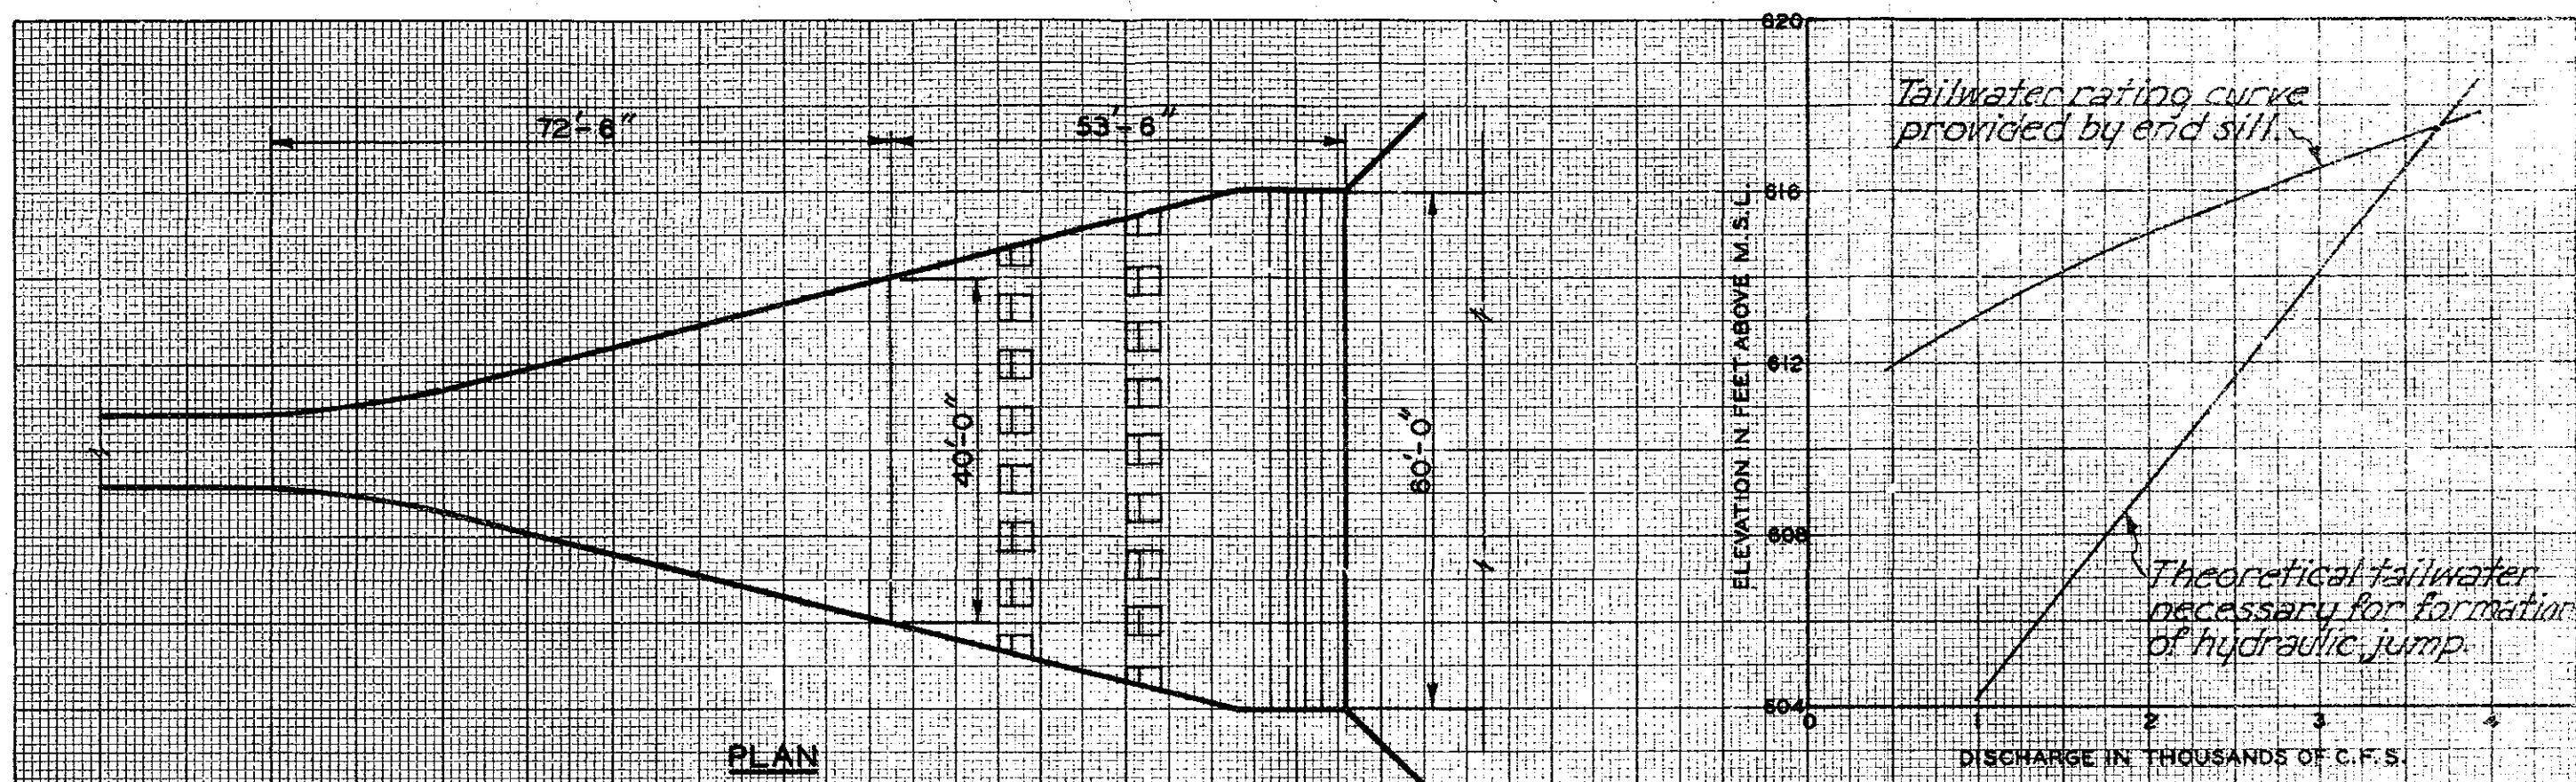 72'-6"
53'-6"
40'-0"
60'-0"
PLAN
Tailwater rating curve
provided by end sill.
ELEVATION IN FEET ABOVE M.S.L.
620
616
612
608
604
0
1
2
3
4
Theoretical tailwater
necessary for formation
of hydraulic jump.
DISCHARGE IN THOUSANDS OF C.F.S.